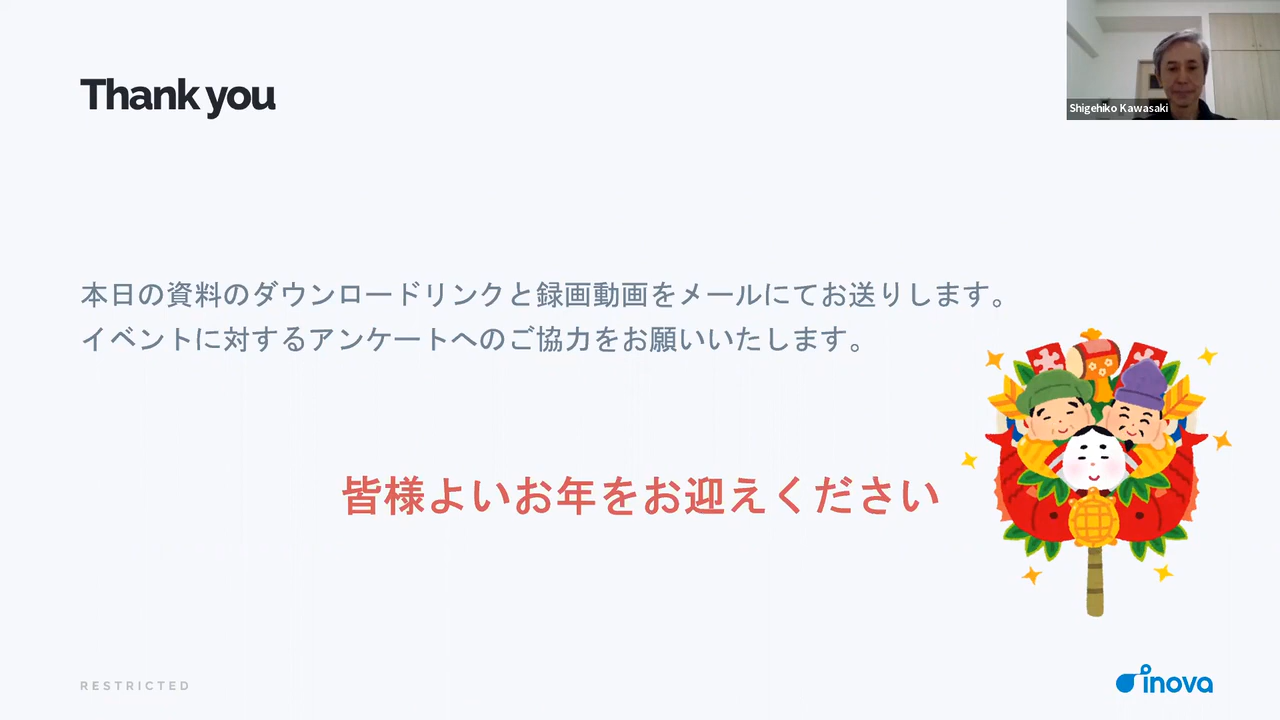 Thank you
Shigehiko Kawasaki
本日の資料のダウンロードリンクと録画動画をメールにてお送りします。
イベントに対するアンケートへのご協力をお願いいたします。
皆様よいお年をお迎えください
RESTRICTED
inova